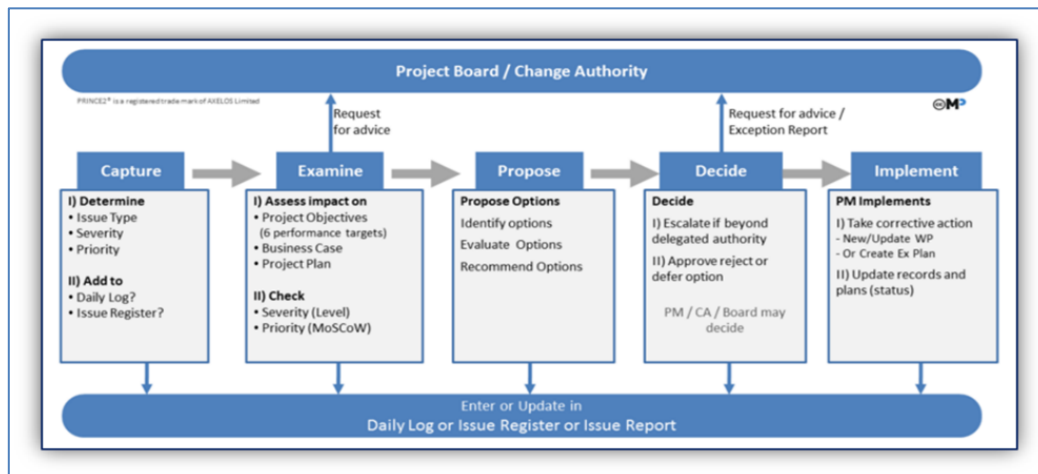 Project Board / Change Authority
PRINCE2® is a registered trade mark of AXELOS Limited
MP
Request
for advice
Request for advice /
Exception Report
Capture
Examine
Propose
Decide
Implement
I) Determine
• Issue Type
• Severity
• Priority
II) Add to
• Daily Log?
• Issue Register?
I) Assess impact on
• Project Objectives
(6 performance targets)
• Business Case
• Project Plan
II) Check
• Severity (Level)
• Priority (MoSCoW)
Propose Options
Identify options
Evaluate Options
Recommend Options
Decide
I) Escalate if beyond
delegated authority
II) Approve reject or
defer option
PM / CA / Board may
decide
PM Implements
I) Take corrective action
- New/Update WP
- Or Create Ex Plan
II) Update records and
plans (status)
Enter or Update in
Daily Log or Issue Register or Issue Report